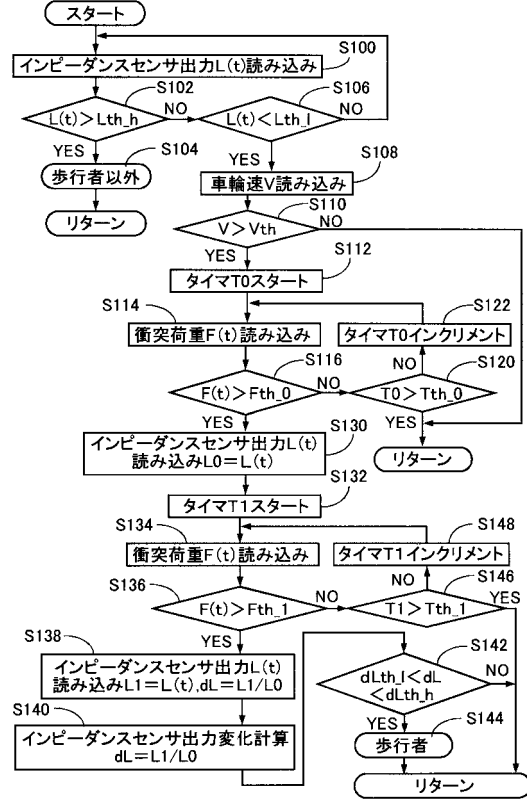 スタート
S100
インピーダンスセンサ出力L(t)読み込み
S102
S106
L(t)>Lth_h
NO
L(t)<Lth_l
NO
YES
S104
YES
S108
歩行者以外
車輪速V読み込み
S110
リターン
V>Vth
NO
YES
S112
タイマT0スタート
S114
S122
衝突荷重F(t)読み込み
タイマT0インクリメント
S116
NO
S120
F(t)>Fth_0
NO
T0>Tth_0
YES
S130
YES
インピーダンスセンサ出力L(t)
読み込みL0=L(t)
リターン
S132
タイマT1スタート
S134
S148
衝突荷重F(t)読み込み
タイマT1インクリメント
S136
NO
S146
F(t)>Fth_1
NO
T1>Tth_1
YES
S138
YES
S142
インピーダンスセンサ出力L(t)
読み込みL1=L(t),dL=L1/L0
dLth_l<dL
<dLth_h
NO
S140
YES
S144
インピーダンスセンサ出力変化計算
dL=L1/L0
歩行者
リターン